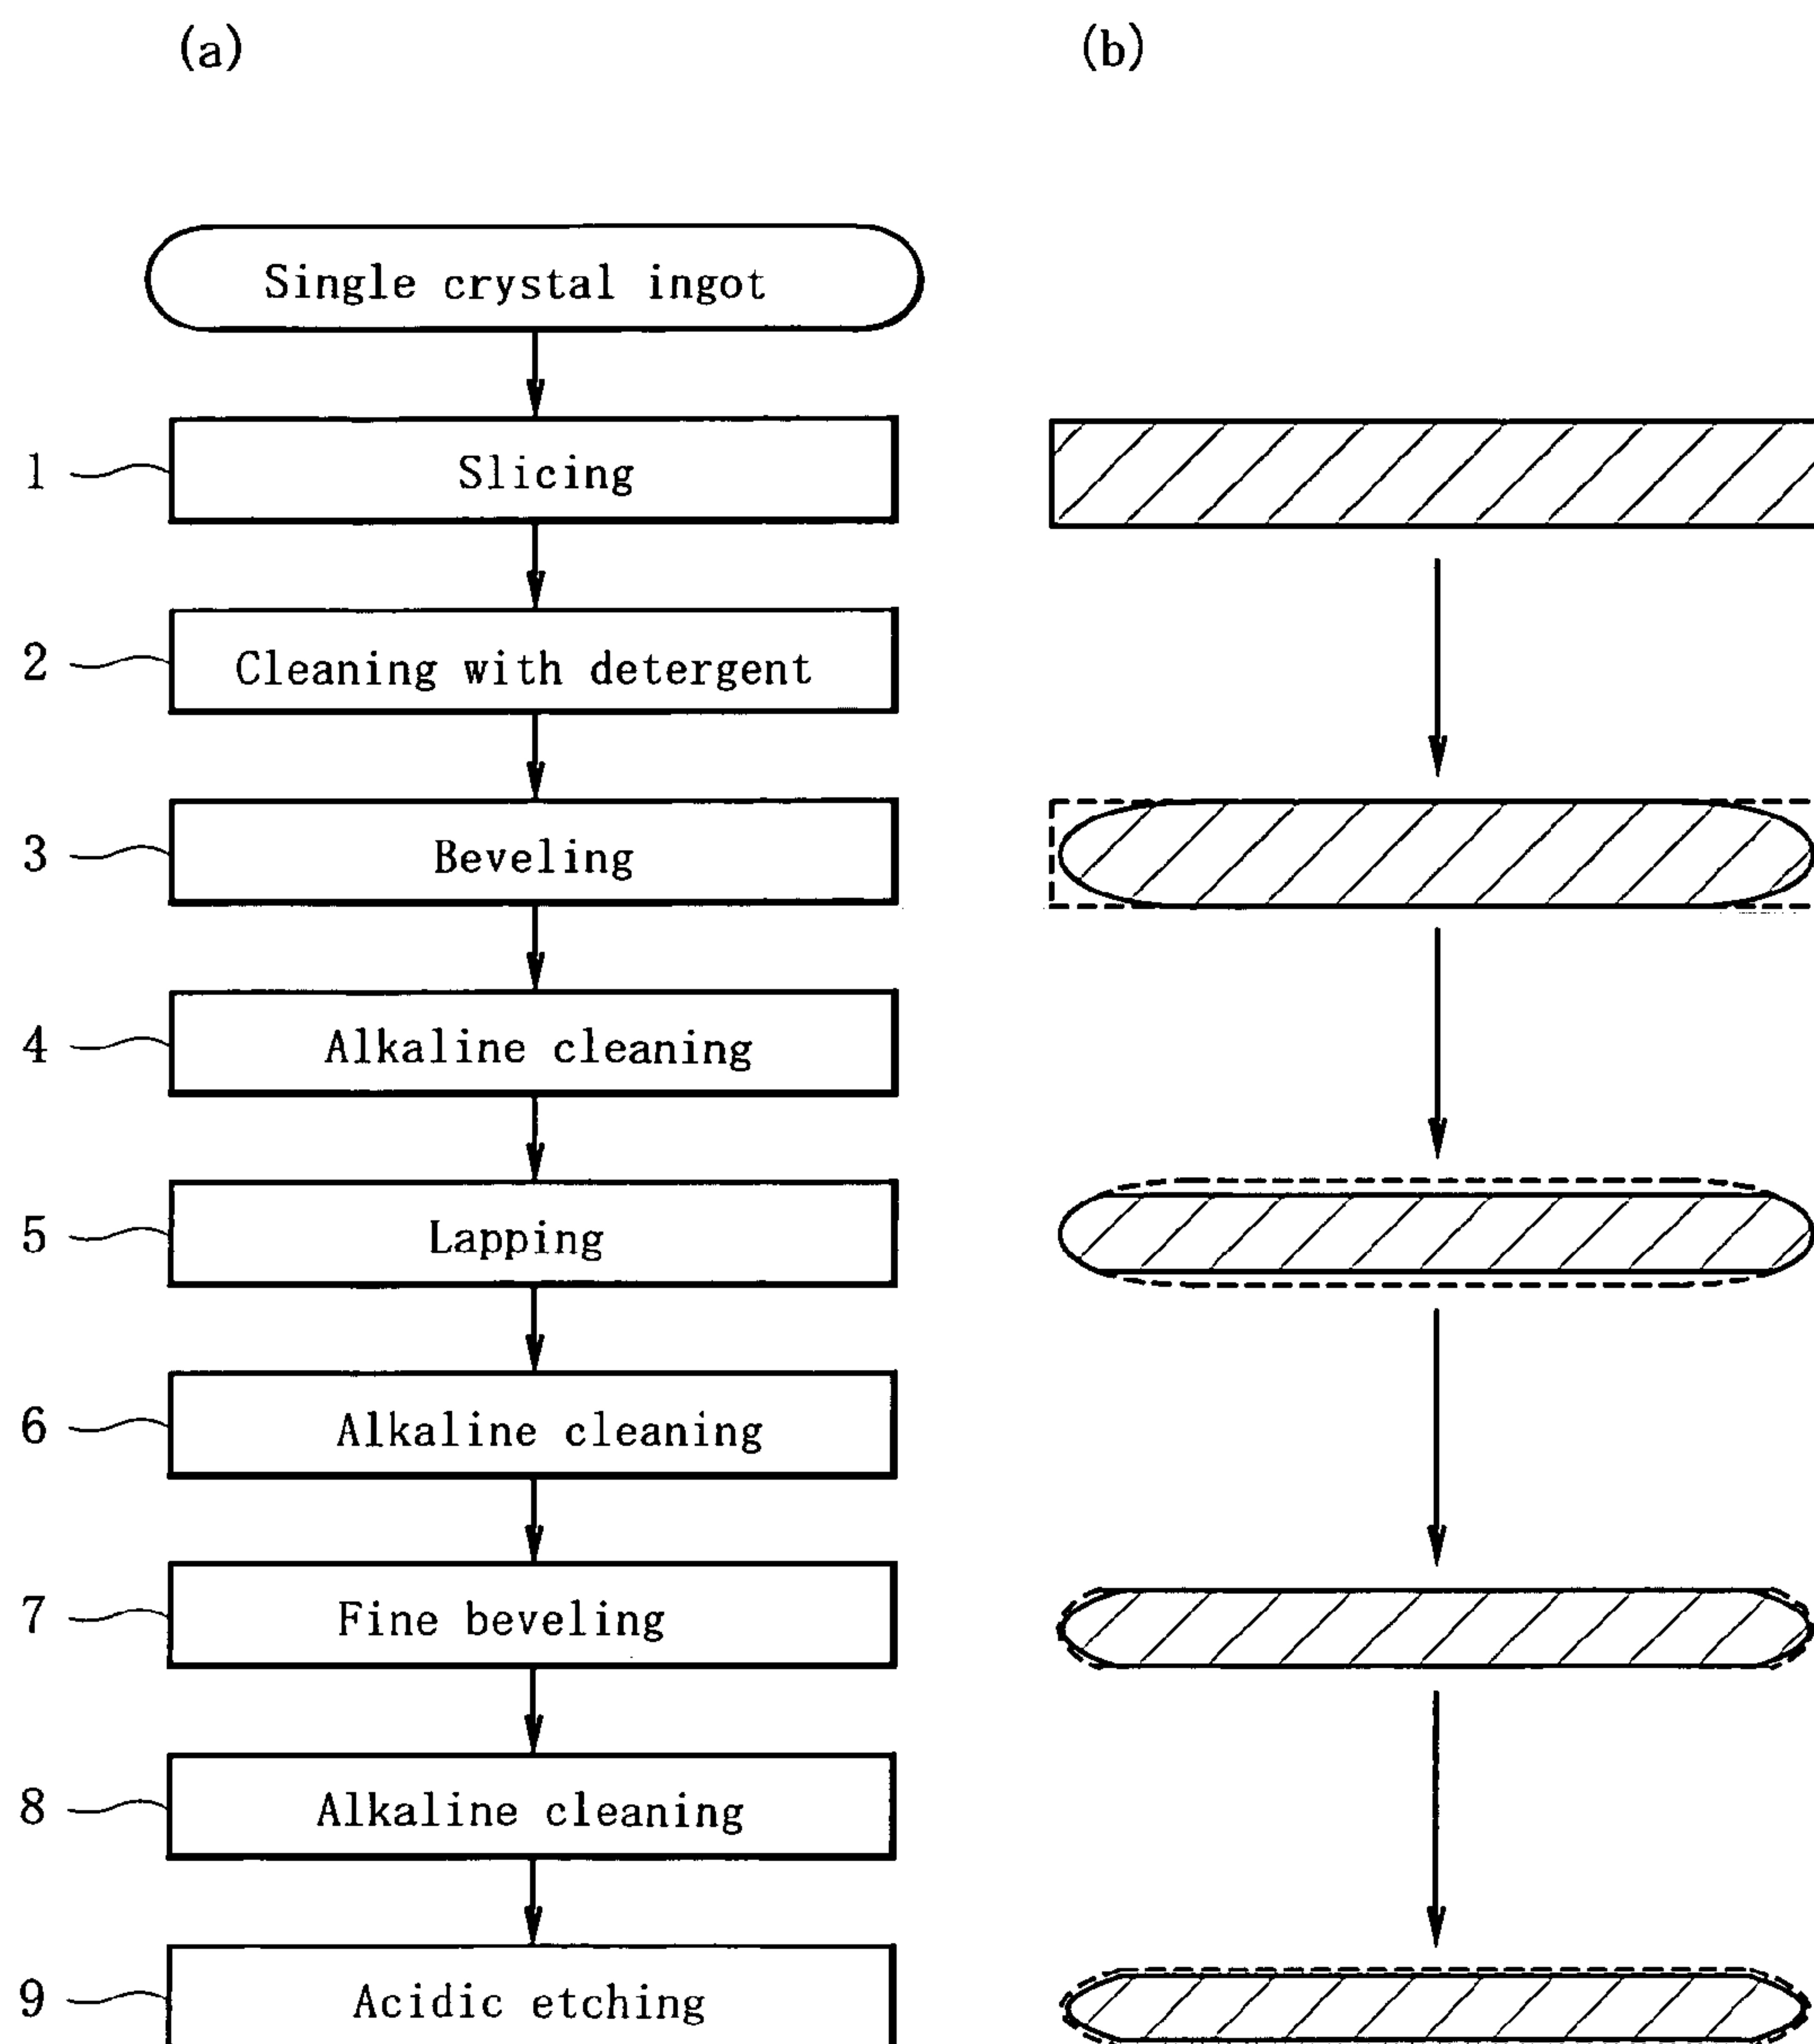 (a) (b)
Single crystal ingot
1 Slicing
2 Cleaning with detergent
3 Beveling
4 Alkaline cleaning
5 Lapping
6 Alkaline cleaning
7 Fine beveling
8 Alkaline cleaning
9 Acidic etching